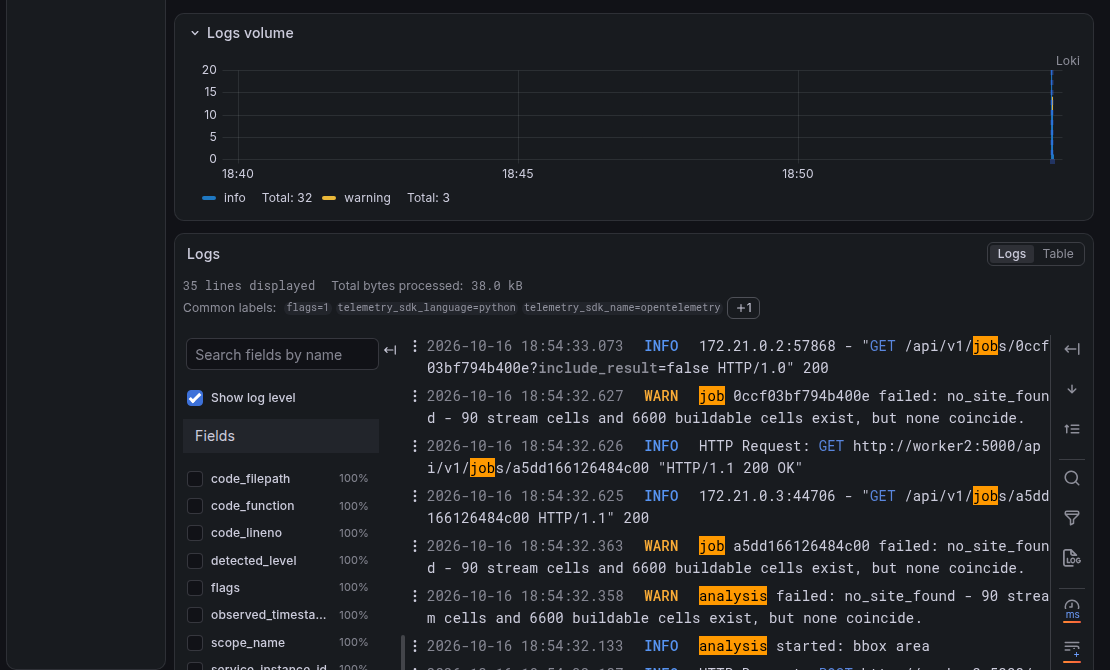 Logs volume
Loki
20
15
10
5
0
18:40 18:45 18:50
info Total: 32 warning Total: 3
Logs
Logs Table
35 lines displayed Total bytes processed: 38.0 kB
Common labels: flags=1 telemetry_sdk_language=python telemetry_sdk_name=opentelemetry +1
Search fields by name
Show log level
Fields
code_filepath 100%
code_function 100%
code_lineno 100%
detected_level 100%
flags 100%
observed_timesta... 100%
scope_name 100%
service_instance_id 100%
2026-10-16 18:54:33.073 INFO 172.21.0.2:57868 - "GET /api/v1/jobs/0ccf
03bf794b400e?include_result=false HTTP/1.0" 200
2026-10-16 18:54:32.627 WARN job 0ccf03bf794b400e failed: no_site_foun
d - 90 stream cells and 6600 buildable cells exist, but none coincide.
2026-10-16 18:54:32.626 INFO HTTP Request: GET http://worker2:5000/ap
i/v1/jobs/a5dd166126484c00 "HTTP/1.1 200 OK"
2026-10-16 18:54:32.625 INFO 172.21.0.3:44706 - "GET /api/v1/jobs/a5dd
166126484c00 HTTP/1.1" 200
2026-10-16 18:54:32.363 WARN job a5dd166126484c00 failed: no_site_foun
d - 90 stream cells and 6600 buildable cells exist, but none coincide.
2026-10-16 18:54:32.358 WARN analysis failed: no_site_found - 90 strea
m cells and 6600 buildable cells exist, but none coincide.
2026-10-16 18:54:32.133 INFO analysis started: bbox area
LOG
ms